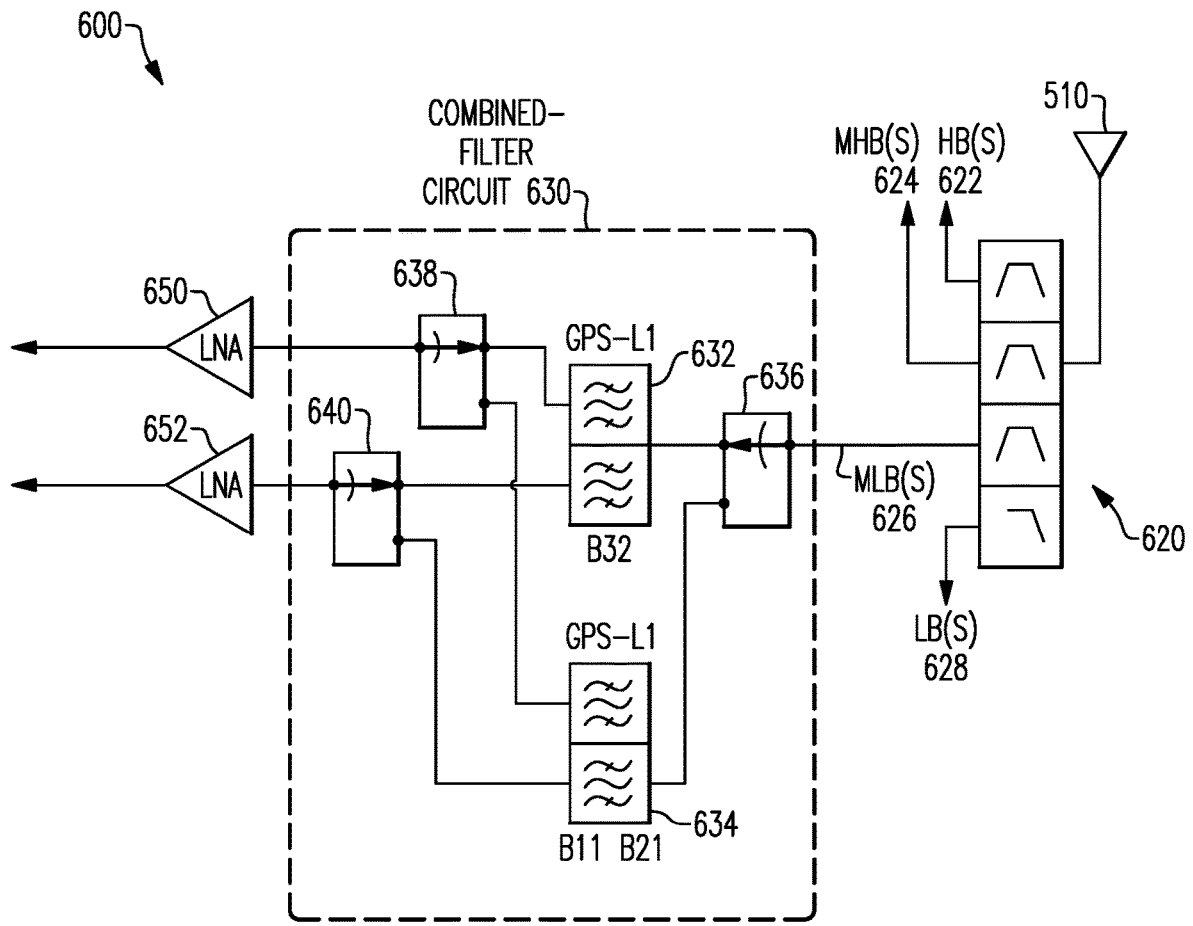 600
COMBINED-
FILTER
CIRCUIT 630
510
MHB(S)
624
HB(S)
622
638
650
LNA
GPS-L1
632
636
640
652
LNA
MLB(S)
626
B32
620
LB(S)
628
GPS-L1
634
B11 B21